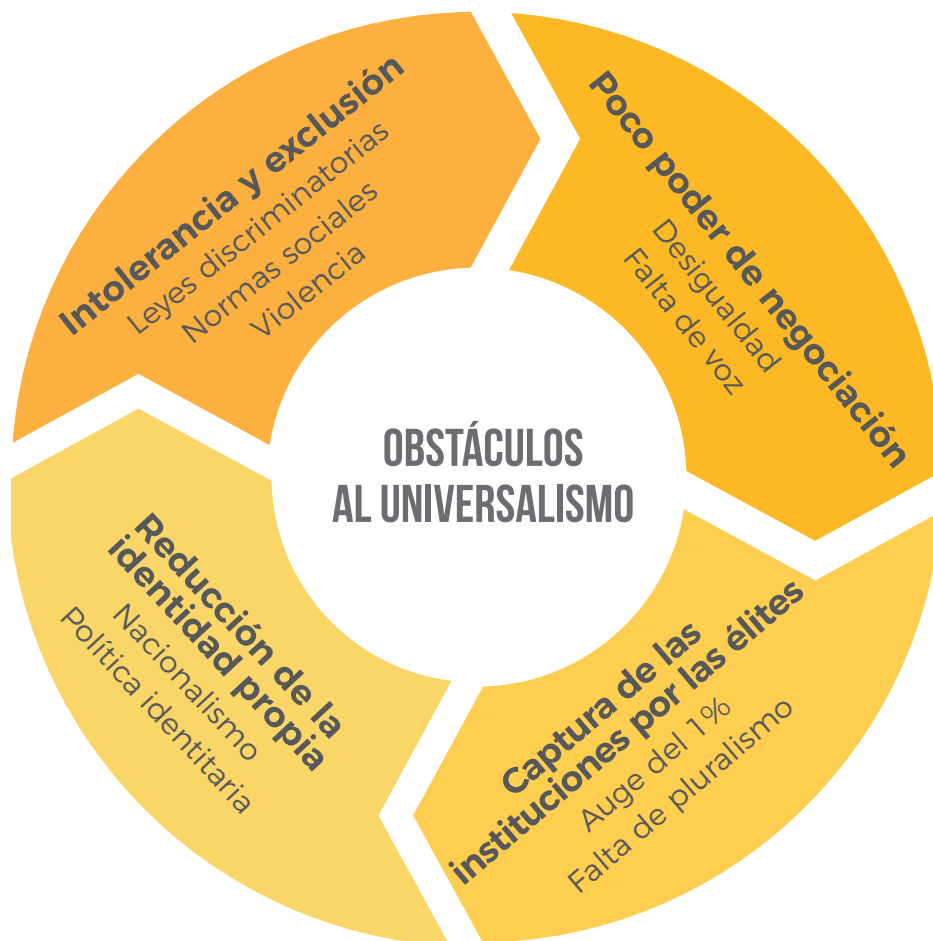 Intolerancia y exclusión
Leyes discriminatorias
Normas sociales
Violencia
Poco poder de negociación
Desigualdad
Falta de voz
OBSTÁCULOS
AL UNIVERSALISMO
Reducción de la
identidad propia
Nacionalismo
Política identitaria
Captura de las
instituciones por las élites
Auge del 1%
Falta de pluralismo